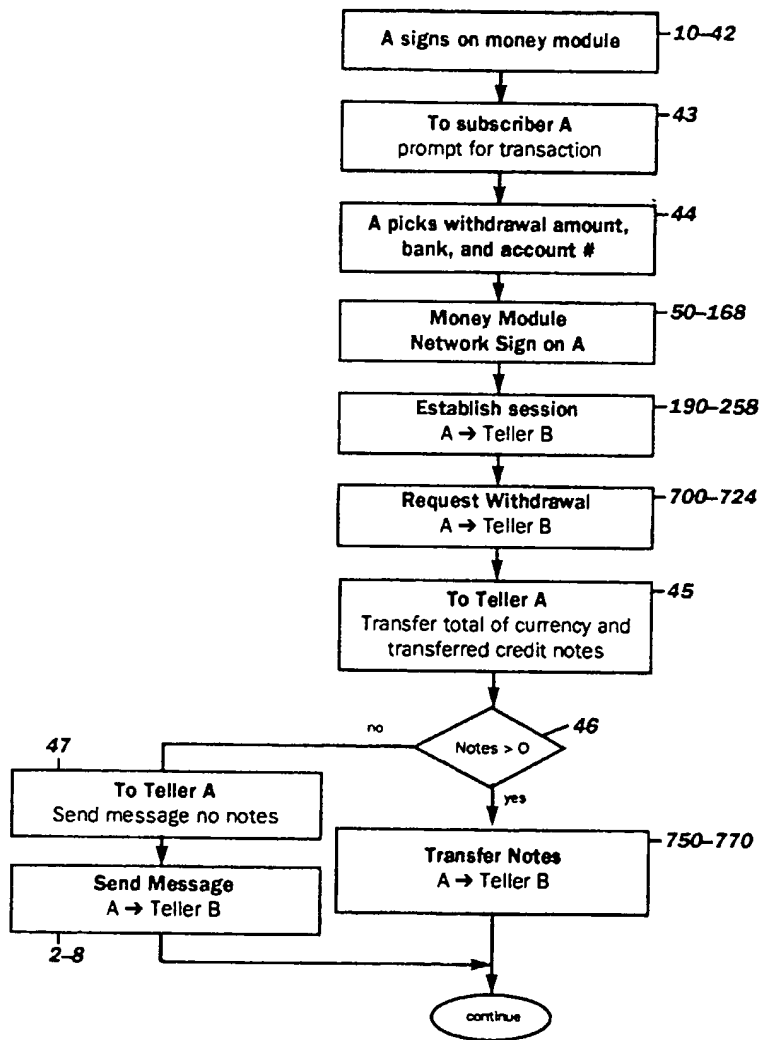 A signs on money module
10–42
To subscriber A
prompt for transaction
43
A picks withdrawal amount,
bank, and account #
44
Money Module
Network Sign on A
50–168
Establish session
A → Teller B
190–258
Request Withdrawal
A → Teller B
700–724
To Teller A
Transfer total of currency and
transferred credit notes
45
Notes > 0
46
no
yes
47
To Teller A
Send message no notes
Send Message
A → Teller B
2–8
Transfer Notes
A → Teller B
750–770
continue